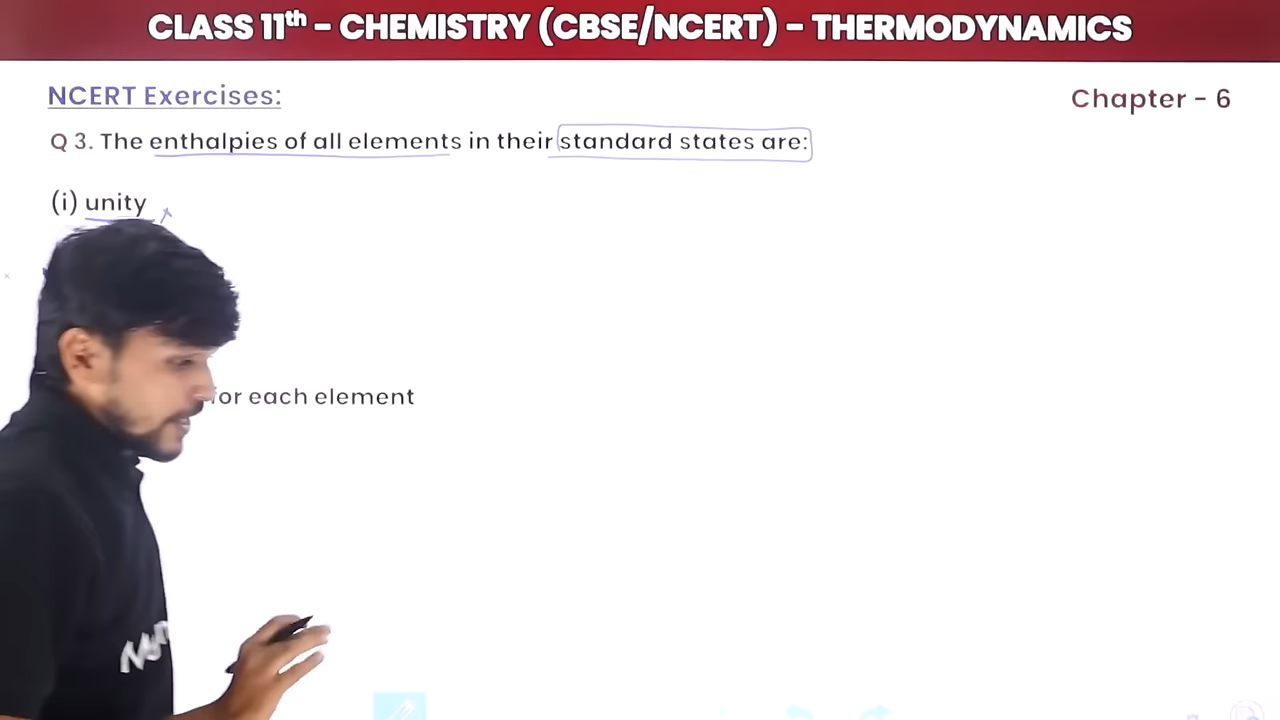 CLASS 11th - CHEMISTRY (CBSE/NCERT) - THERMODYNAMICS
NCERT Exercises:
Chapter - 6
Q 3. The enthalpies of all elements in their standard states are:
(i) unity
for each element